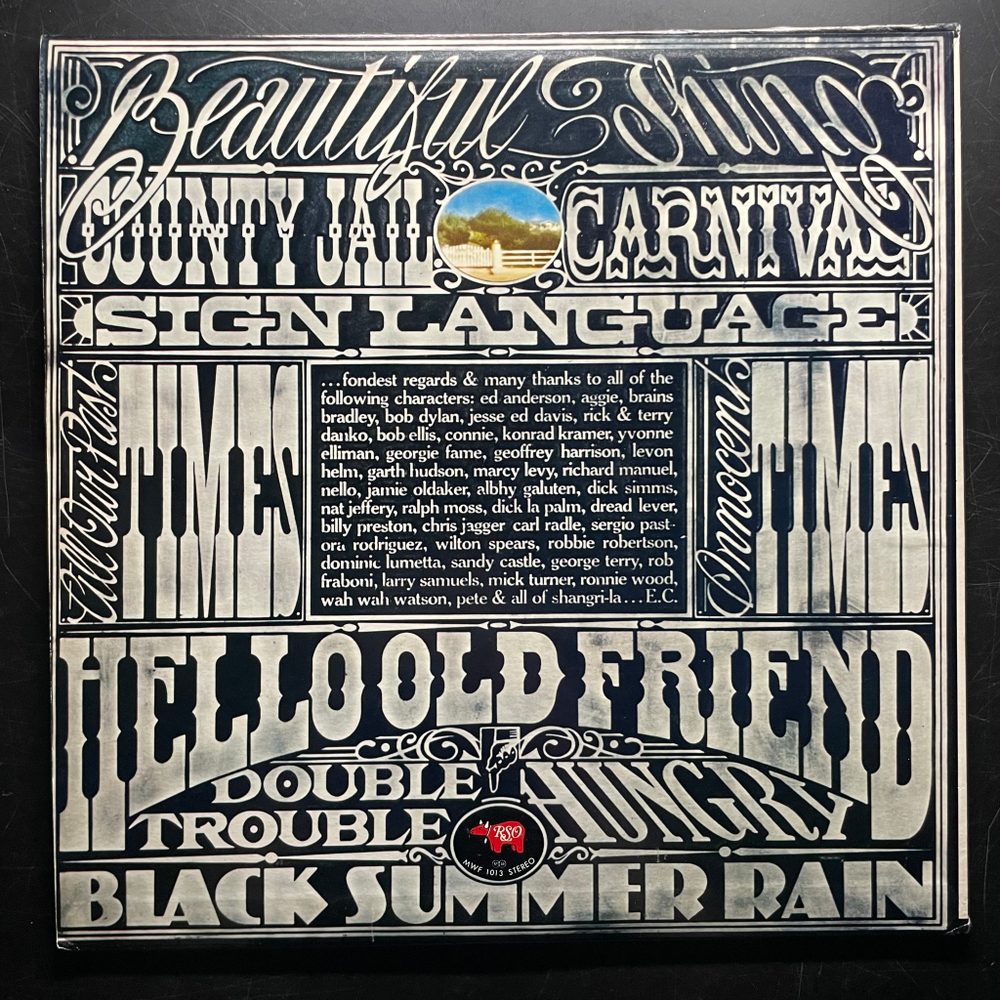 Beautiful Thing
COUNTY JAIL
CARNIVAL
SIGN LANGUAGE
All Our Past
TIMES
...fondest regards & many thanks to all of the
following characters: ed anderson, aggie, brains
bradley, bob dylan, jesse ed davis, rick & terry
danko, bob ellis, connie, konrad kramer, yvonne
elliman, georgie fame, geoffrey harrison, levon
helm, garth hudson, marcy levy, richard manuel,
nello, jamie oldaker, albhy galuten, dick simms,
nat jeffery, ralph moss, dick la palm, dread lever,
billy preston, chris jagger carl radle, sergio past-
ora rodriguez, wilton spears, robbie robertson,
dominic lumetta, sandy castle, george terry, rob
fraboni, larry samuels, mick turner, ronnie wood,
wah wah watson, pete & all of shangri-la...E.C.
Innocent
TIMES
HELLO OLD FRIEND
DOUBLE
TROUBLE
HUNGRY
RSO
MWF 1013 STEREO
BLACK SUMMER RAIN